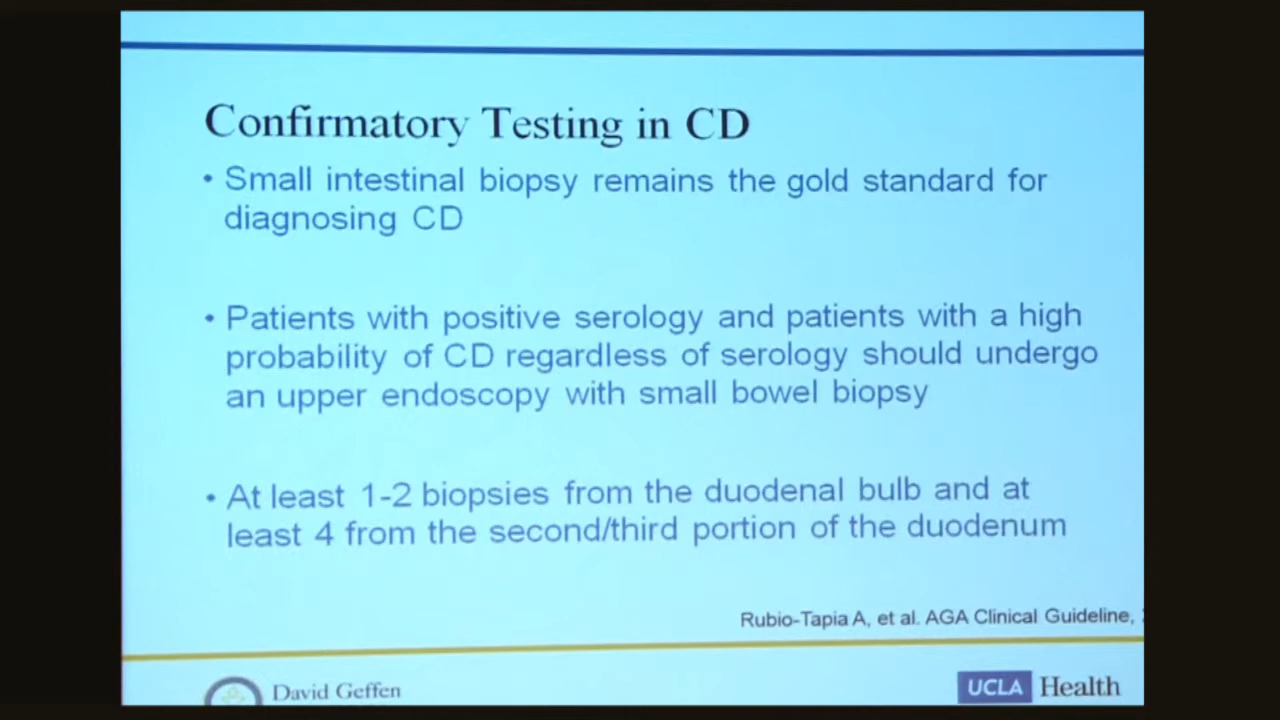 Confirmatory Testing in CD
• Small intestinal biopsy remains the gold standard for
diagnosing CD
• Patients with positive serology and patients with a high
probability of CD regardless of serology should undergo
an upper endoscopy with small bowel biopsy
• At least 1-2 biopsies from the duodenal bulb and at
least 4 from the second/third portion of the duodenum
Rubio-Tapia A, et al. AGA Clinical Guideline,
David Geffen
UCLA Health